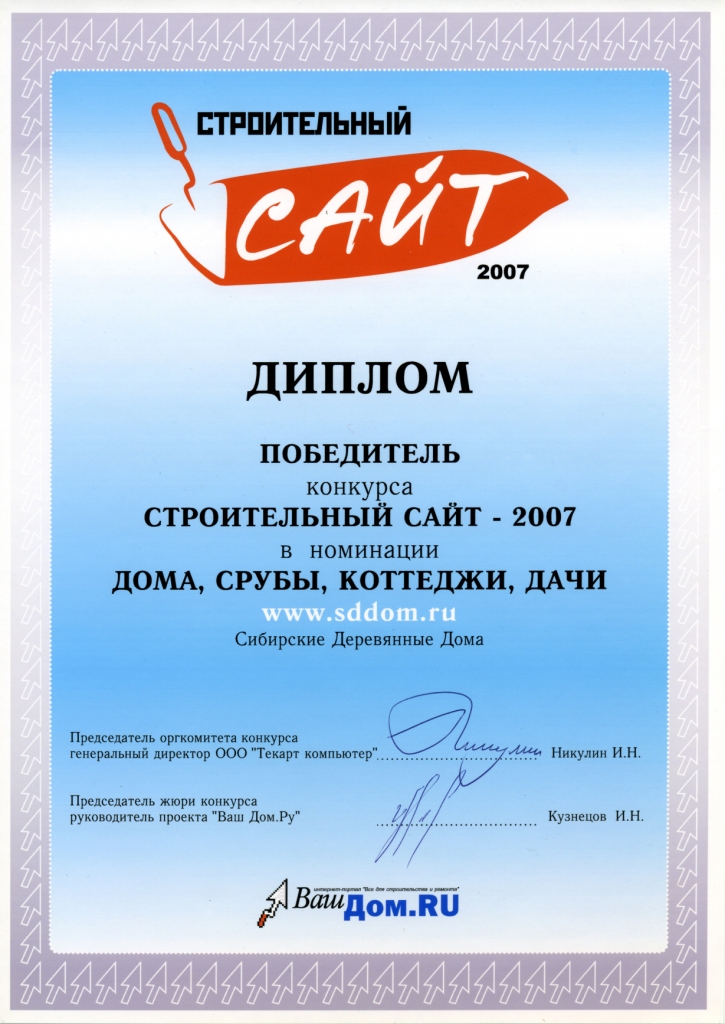 СТРОИТЕЛЬНЫЙ
САЙТ
2007
ДИПЛОМ
ПОБЕДИТЕЛЬ
конкурса
СТРОИТЕЛЬНЫЙ САЙТ - 2007
в номинации
ДОМА, СРУБЫ, КОТТЕДЖИ, ДАЧИ
www.sddom.ru
Сибирские Деревянные Дома
Председатель оргкомитета конкурса
генеральный директор ООО "Текарт компьютер" Никулин И.Н.
Председатель жюри конкурса
руководитель проекта "Ваш Дом.Ру" Кузнецов И.Н.
интернет-портал "Все для строительства и ремонта"
ВашДом.RU